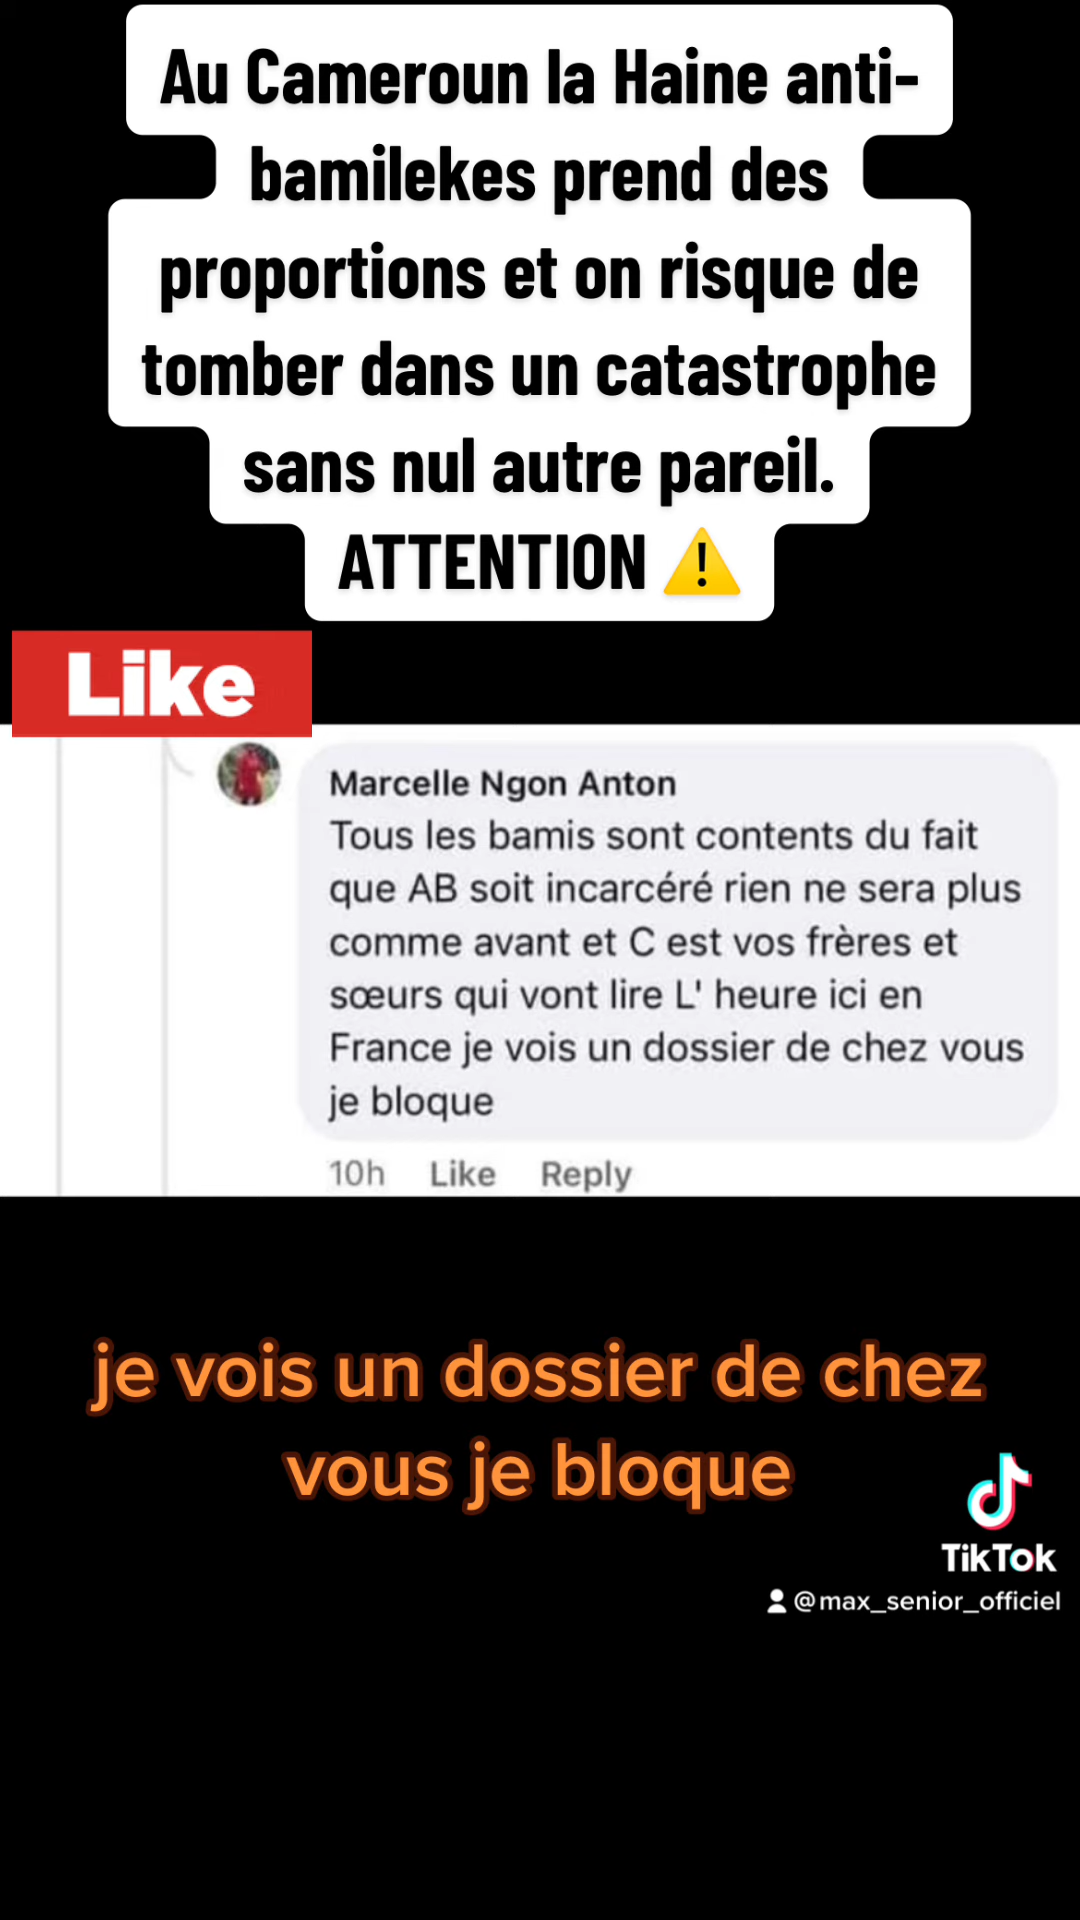 Au Cameroun la Haine anti-
bamilekes prend des
proportions et on risque de
tomber dans un catastrophe
sans nul autre pareil.
ATTENTION ⚠️
Like
Marcelle Ngon Anton
Tous les bamis sont contents du fait
que AB soit incarcéré rien ne sera plus
comme avant et C est vos frères et
sœurs qui vont lire L' heure ici en
France je vois un dossier de chez vous
je bloque
10h Like Reply
je vois un dossier de chez
vous je bloque
TikTok
@max_senior_officiel